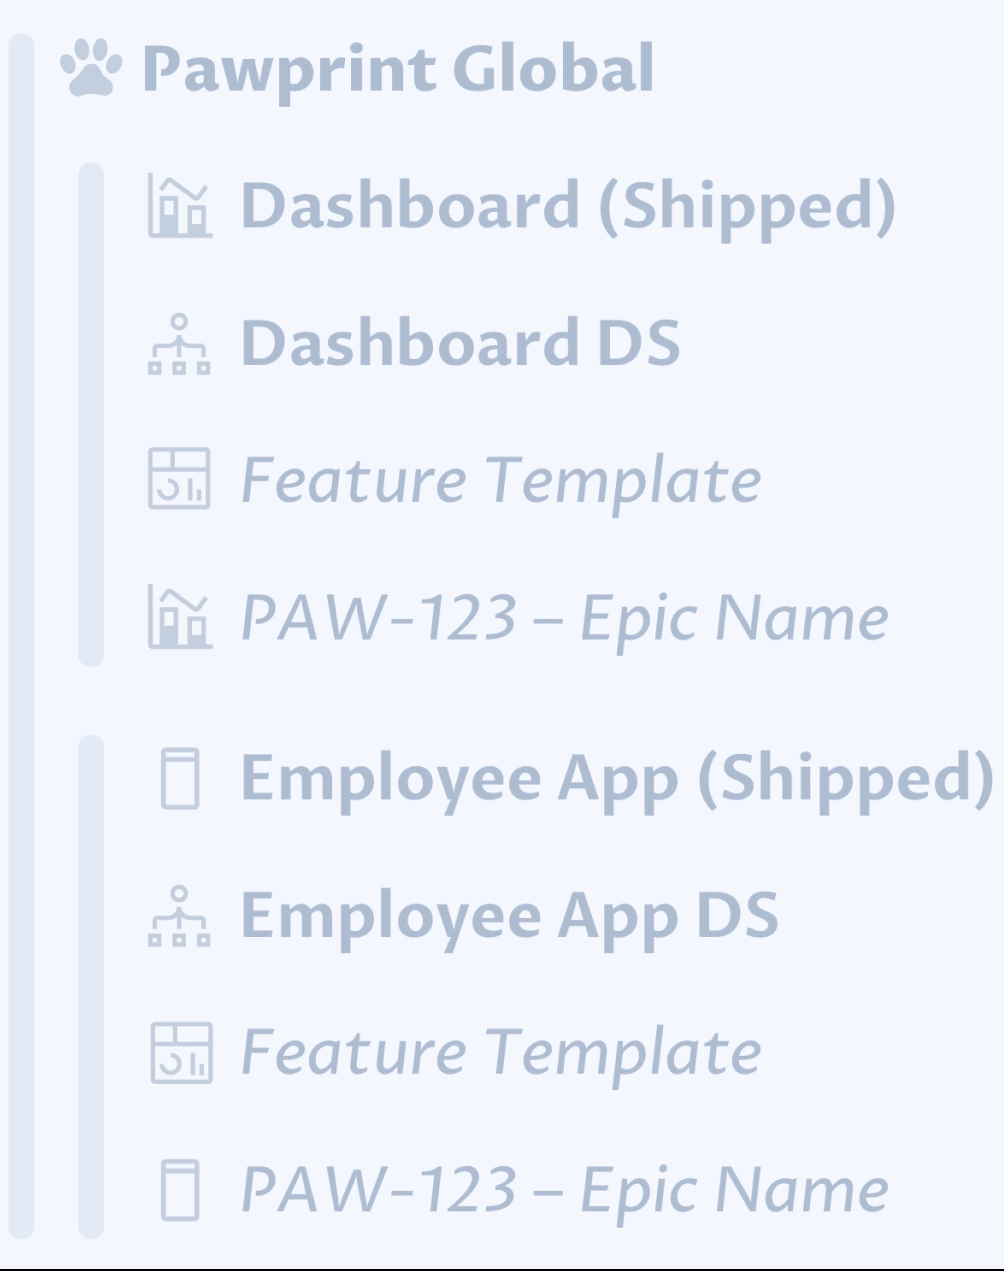 Pawprint Global
Dashboard (Shipped)
Dashboard DS
Feature Template
PAW-123 – Epic Name
Employee App (Shipped)
Employee App DS
Feature Template
PAW-123 – Epic Name